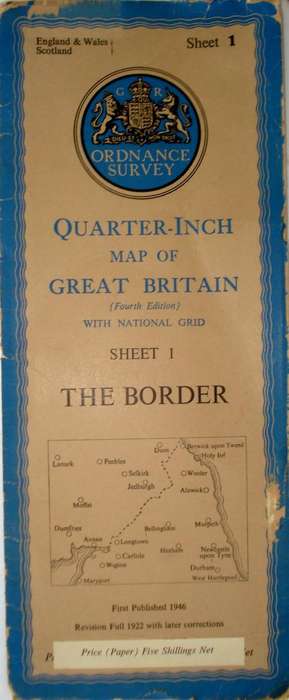 England & Wales
Scotland
Sheet 1
G R
DIEU ET MON DROIT
ORDNANCE
SURVEY
QUARTER-INCH
MAP OF
GREAT BRITAIN
(Fourth Edition)
WITH NATIONAL GRID
SHEET 1
THE BORDER
Duns
Berwick upon Tweed
Holy Isd
Lanark
Peebles
Selkirk
Wooler
Jedburgh
Alnwick
Moffat
Dumfries
Bellingham
Morpeth
Annan
Longtown
Hexham
Newcastle
upon Tyne
Carlisle
Wigton
Durham
Maryport
West Hartlepool
First Published 1946
Revision Full 1922 with later corrections
Price (Paper) Five Shillings Net